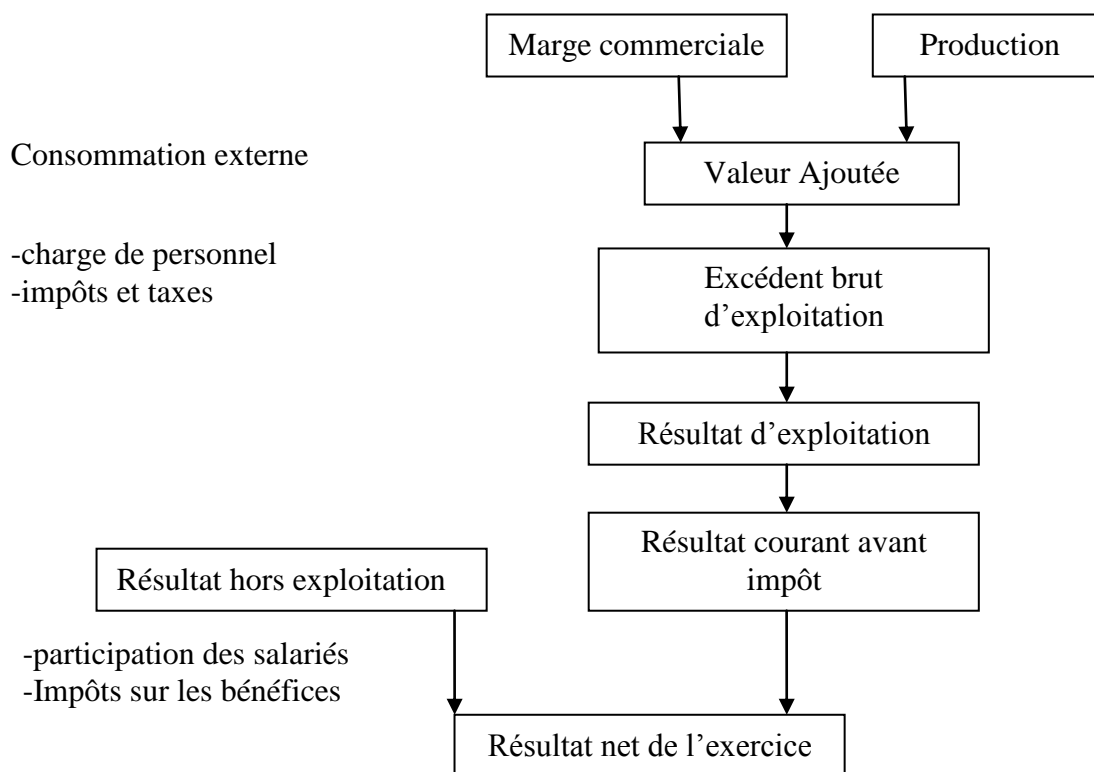 Marge commerciale
Production
Consommation externe
Valeur Ajoutée
-charge de personnel
-impôts et taxes
Excédent brut
d’exploitation
Résultat d’exploitation
Résultat courant avant
impôt
Résultat hors exploitation
-participation des salariés
-Impôts sur les bénéfices
Résultat net de l’exercice